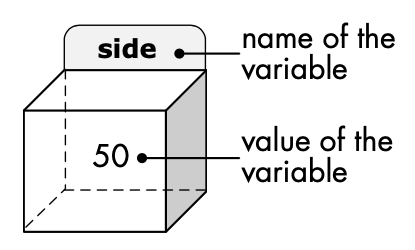 side
name of the
variable
50
value of the
variable